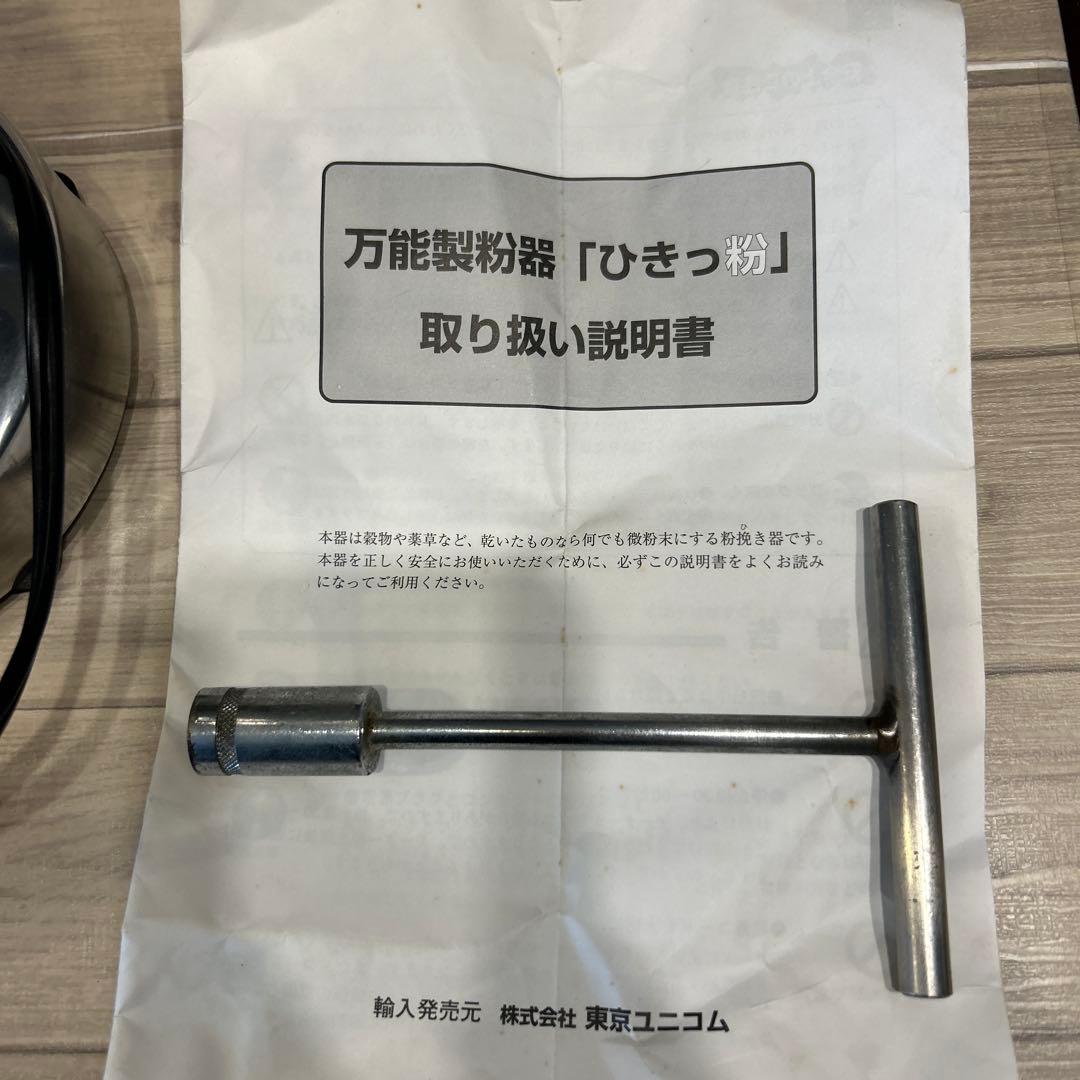 万能製粉器「ひきっ粉」
取り扱い説明書
本器は穀物や薬草など、乾いたものなら何でも微粉末にする粉挽き器です。
本器を正しく安全にお使いいただくために、必ずこの説明書をよくお読み
になってご利用ください。
輸入発売元 株式会社 東京ユニコム